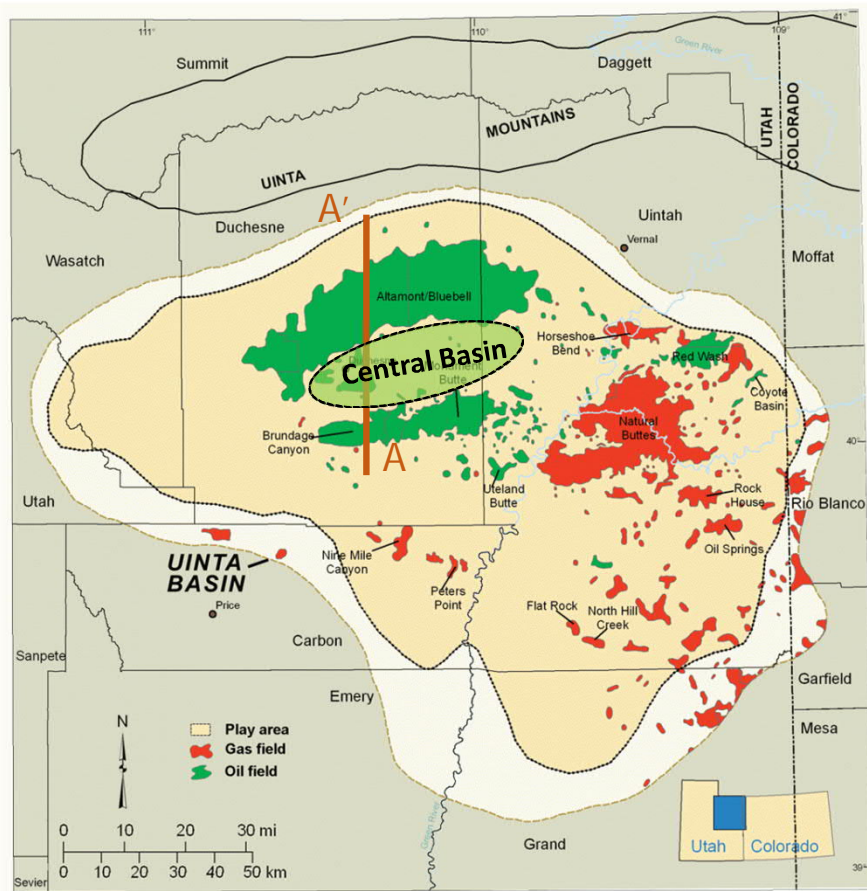 111°
110°
109°
41°
Green River
Summit
Daggett
UTAH
COLORADO
MOUNTAINS
UINTA
A'
Duchesne
Uintah
Vernal
Wasatch
Moffat
Altamont/Bluebell
Horseshoe
Bend
Red Wash
Duchesne
Central Basin
Monument
Butte
Coyote
Basin
Natural
Buttes
Brundage
Canyon
A
40°
Uteland
Butte
Rock
House
Rio Blanco
Utah
Oil Springs
Nine Mile
Canyon
UINTA
BASIN
Peters
Point
Price
Flat Rock
North Hill
Creek
Carbon
Sanpete
Garfield
Emery
Mesa
N
Play area
Gas field
Oil field
0 10 20 30 mi
0 10 20 30 40 50 km
Green River
Utah
Colorado
Grand
39°
Sevier